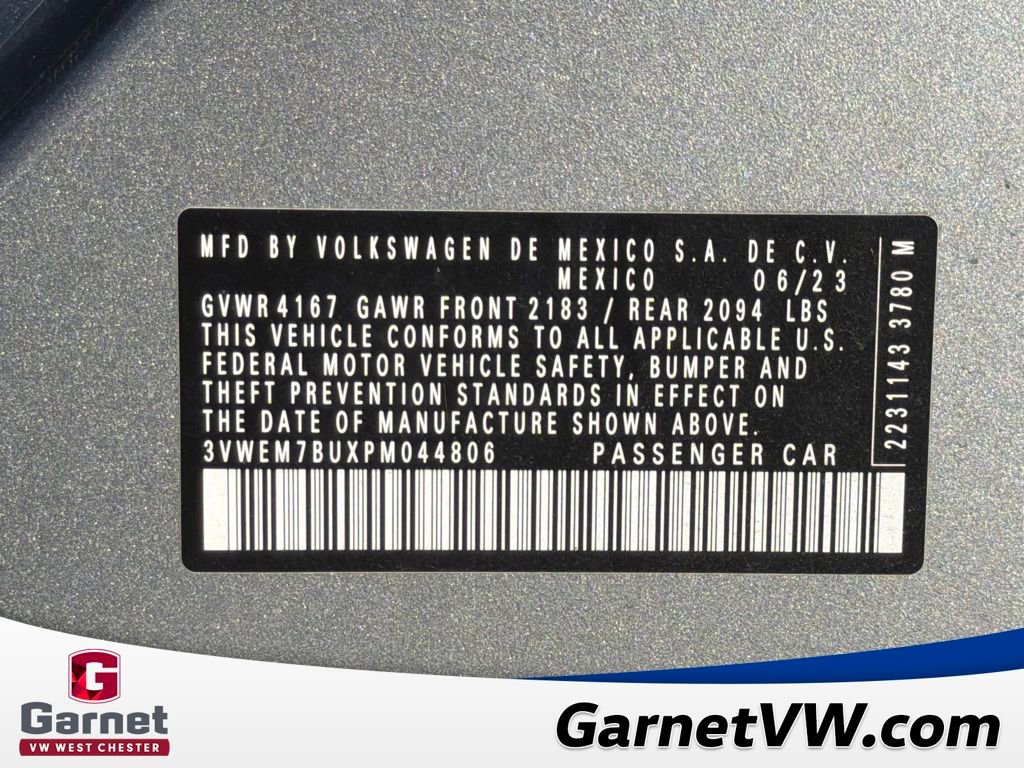 MFD BY VOLKSWAGEN DE MEXICO S.A. DE C.V.
MEXICO 06/23
GVWR 4167 GAWR FRONT 2183 / REAR 2094 LBS
THIS VEHICLE CONFORMS TO ALL APPLICABLE U.S.
FEDERAL MOTOR VEHICLE SAFETY, BUMPER AND
THEFT PREVENTION STANDARDS IN EFFECT ON
THE DATE OF MANUFACTURE SHOWN ABOVE.
3VWEM7BUXPM044806 PASSENGER CAR
2231143 3780 M
G
Garnet
VW WEST CHESTER
GarnetVW.com